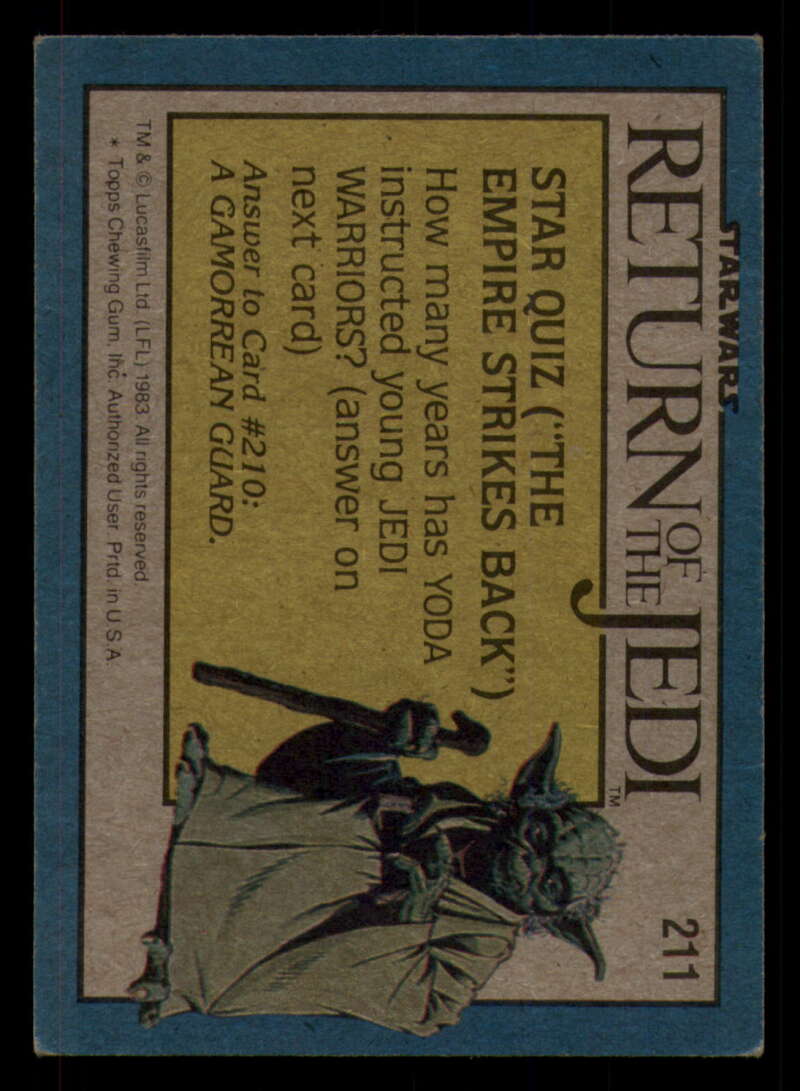 STAR WARS
RETURN OF THE JEDI TM
211
STAR QUIZ ("THE
EMPIRE STRIKES BACK")
How many years has YODA
instructed young JEDI
WARRIORS? (answer on
next card)
Answer to Card #210:
A GAMORREAN GUARD.
TM & © Lucasfilm Ltd. (LFL) 1983. All rights reserved.
* Topps Chewing Gum, Inc. Authorized User. Prtd. in U.S.A.